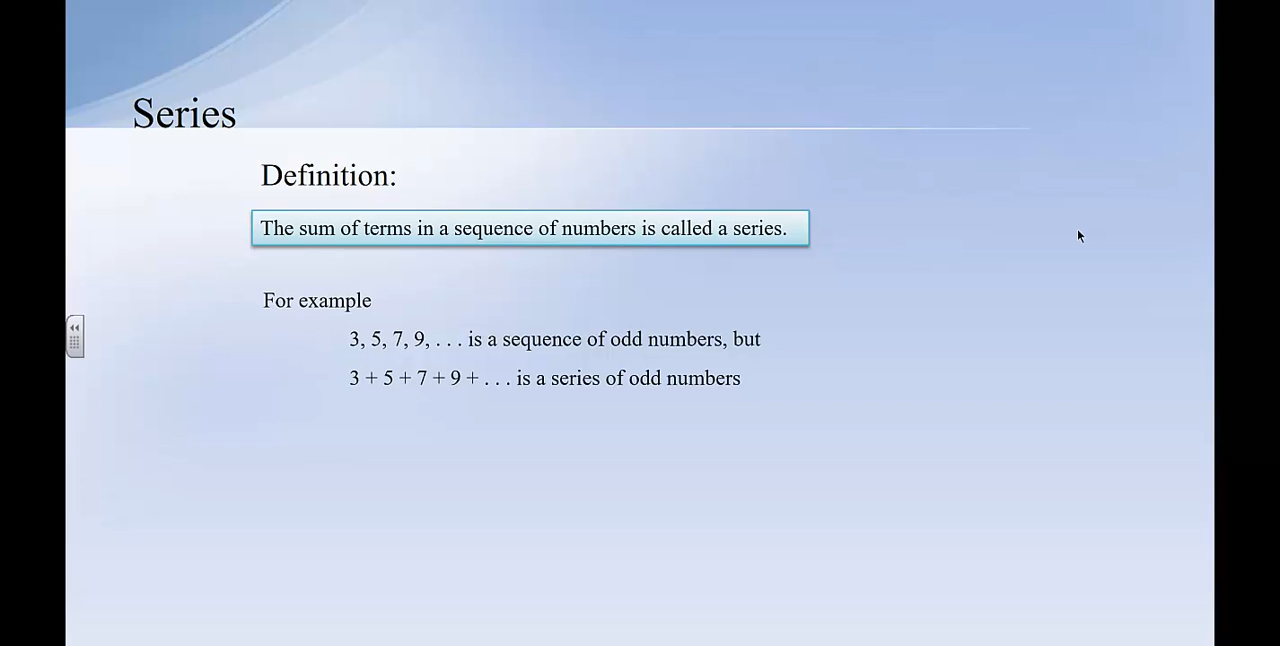 Series
Definition:
The sum of terms in a sequence of numbers is called a series.
For example
3, 5, 7, 9, . . . is a sequence of odd numbers, but
3 + 5 + 7 + 9 + . . . is a series of odd numbers